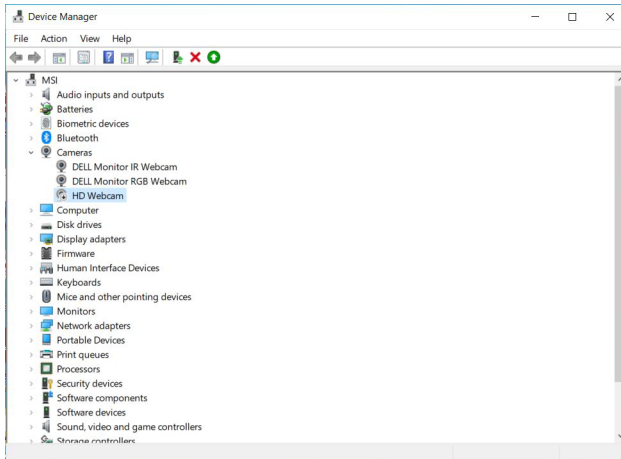 Device Manager
File Action View Help
MSI
Audio inputs and outputs
Batteries
Biometric devices
Bluetooth
Cameras
DELL Monitor IR Webcam
DELL Monitor RGB Webcam
HD Webcam
Computer
Disk drives
Display adapters
Firmware
Human Interface Devices
Keyboards
Mice and other pointing devices
Monitors
Network adapters
Portable Devices
Print queues
Processors
Security devices
Software components
Software devices
Sound, video and game controllers
Storage controllers